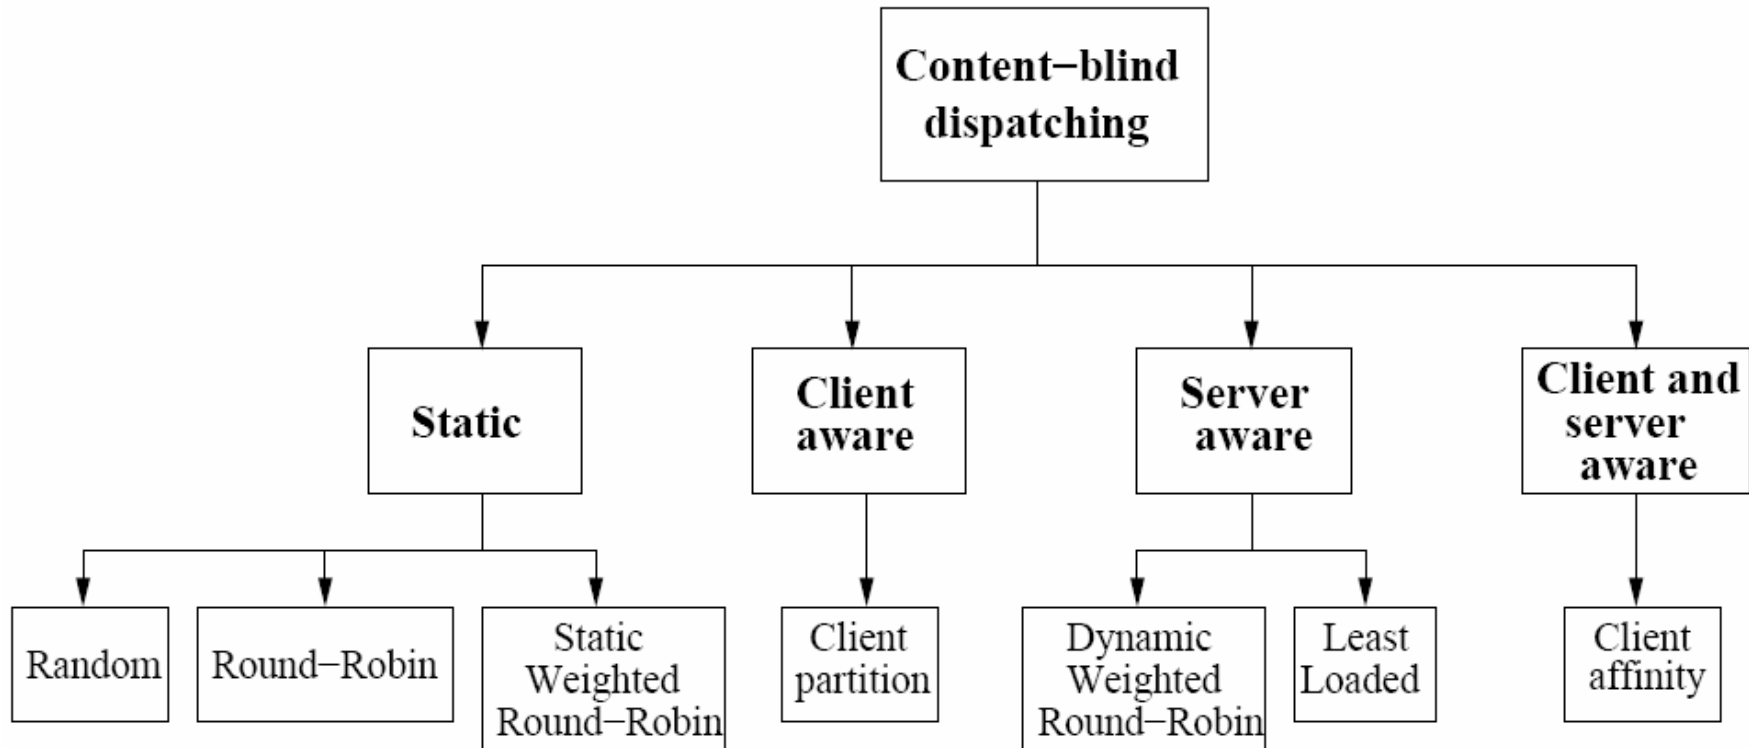 Content−blind
dispatching
Static
Client
aware
Server
aware
Client and
server
aware
Random
Round−Robin
Static
Weighted
Round−Robin
Client
partition
Dynamic
Weighted
Round−Robin
Least
Loaded
Client
affinity